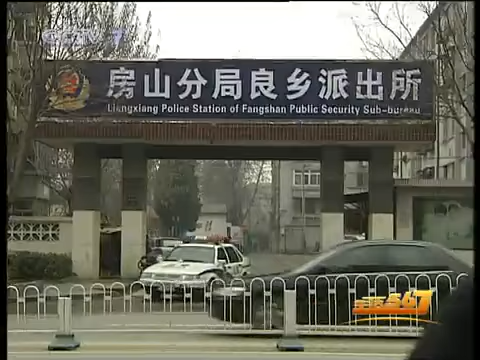 CCTV-7
房山分局良乡派出所
Liangxiang Police Station of Fangshan Public Security Sub-bureau
567